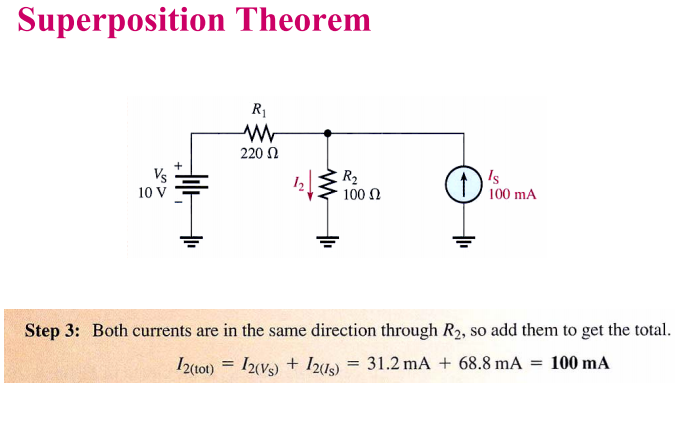 Superposition Theorem
R1
220 Ω
+
VS
10 V
–
I2
R2
100 Ω
IS
100 mA
Step 3: Both currents are in the same direction through R2, so add them to get the total.
I2(tot) = I2(VS) + I2(IS) = 31.2 mA + 68.8 mA = 100 mA